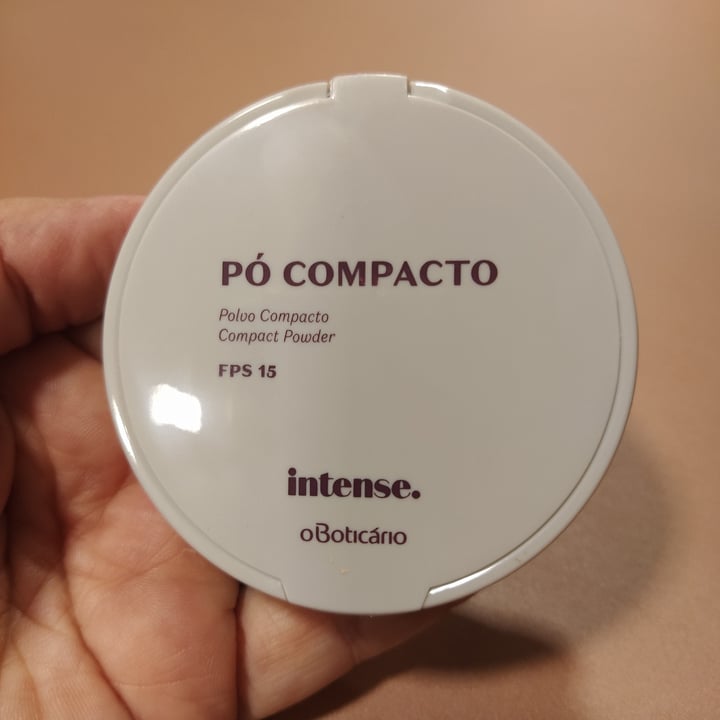 PÓ COMPACTO
Polvo Compacto
Compact Powder
FPS 15
intense.
oBoticário